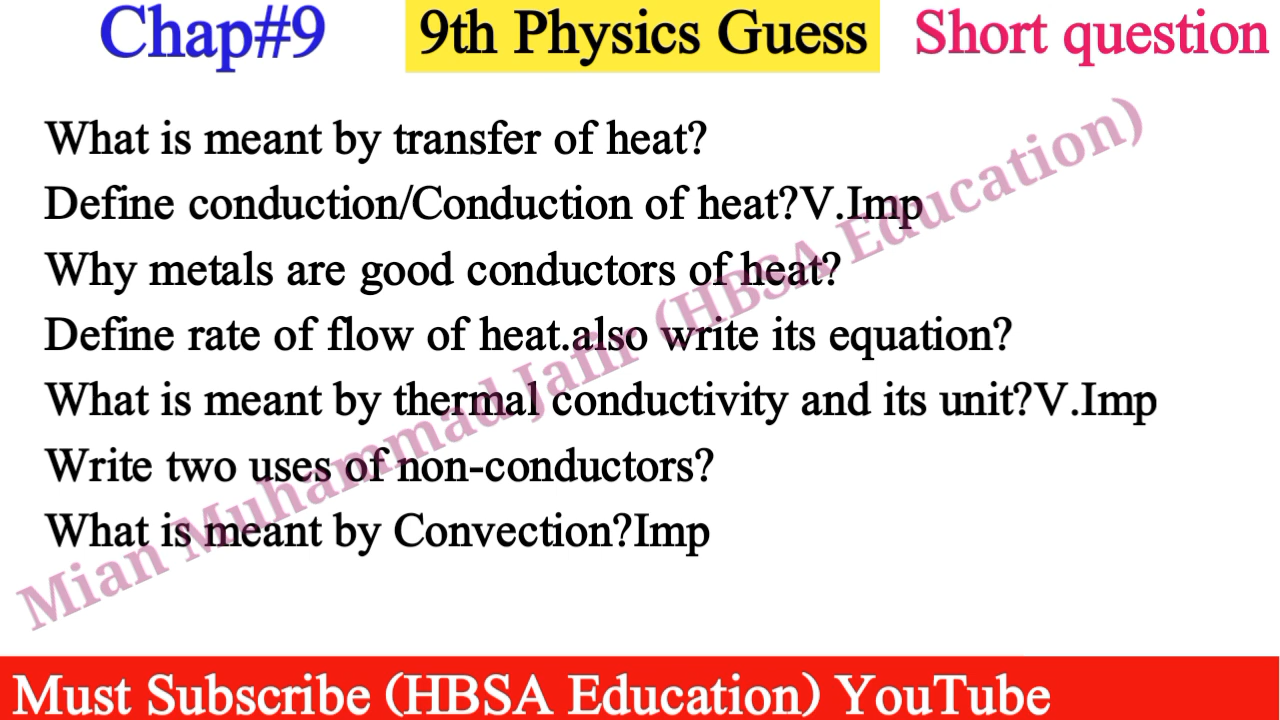 Chap#9 9th Physics Guess Short question
What is meant by transfer of heat?
Define conduction/Conduction of heat?V.Imp
Why metals are good conductors of heat?
Define rate of flow of heat.also write its equation?
What is meant by thermal conductivity and its unit?V.Imp
Write two uses of non-conductors?
What is meant by Convection?Imp
Mian Muhammad Jafir (HBSA Education)
Must Subscribe (HBSA Education) YouTube